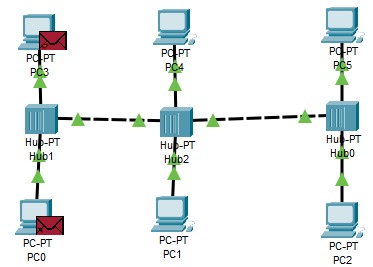 PC-PT
PC3
PC-PT
PC4
PC-PT
PC5
Hub-PT
Hub1
Hub-PT
Hub2
Hub-PT
Hub0
PC-PT
PC0
PC-PT
PC1
PC-PT
PC2